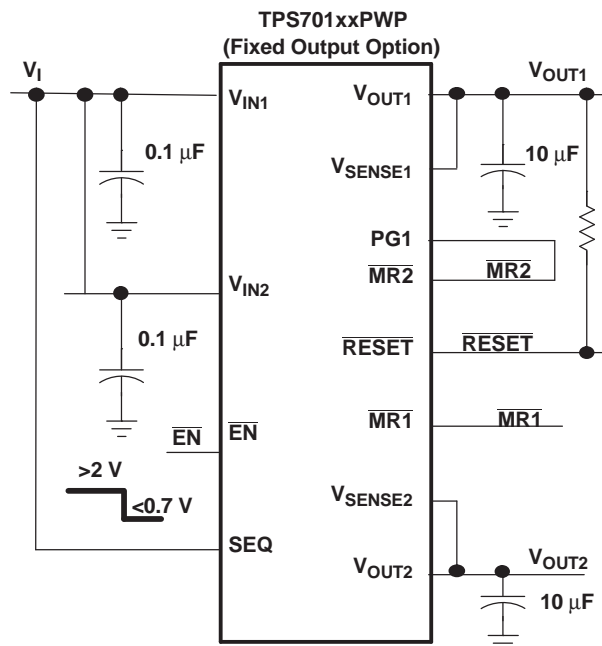 TPS701xxPWP
(Fixed Output Option)
VI
VIN1
VOUT1
VOUT1
0.1 μF
VSENSE1
10 μF
PG1
MR2
MR2
VIN2
0.1 μF
RESET
RESET
EN
EN
MR1
MR1
>2 V
<0.7 V
VSENSE2
SEQ
VOUT2
VOUT2
10 μF